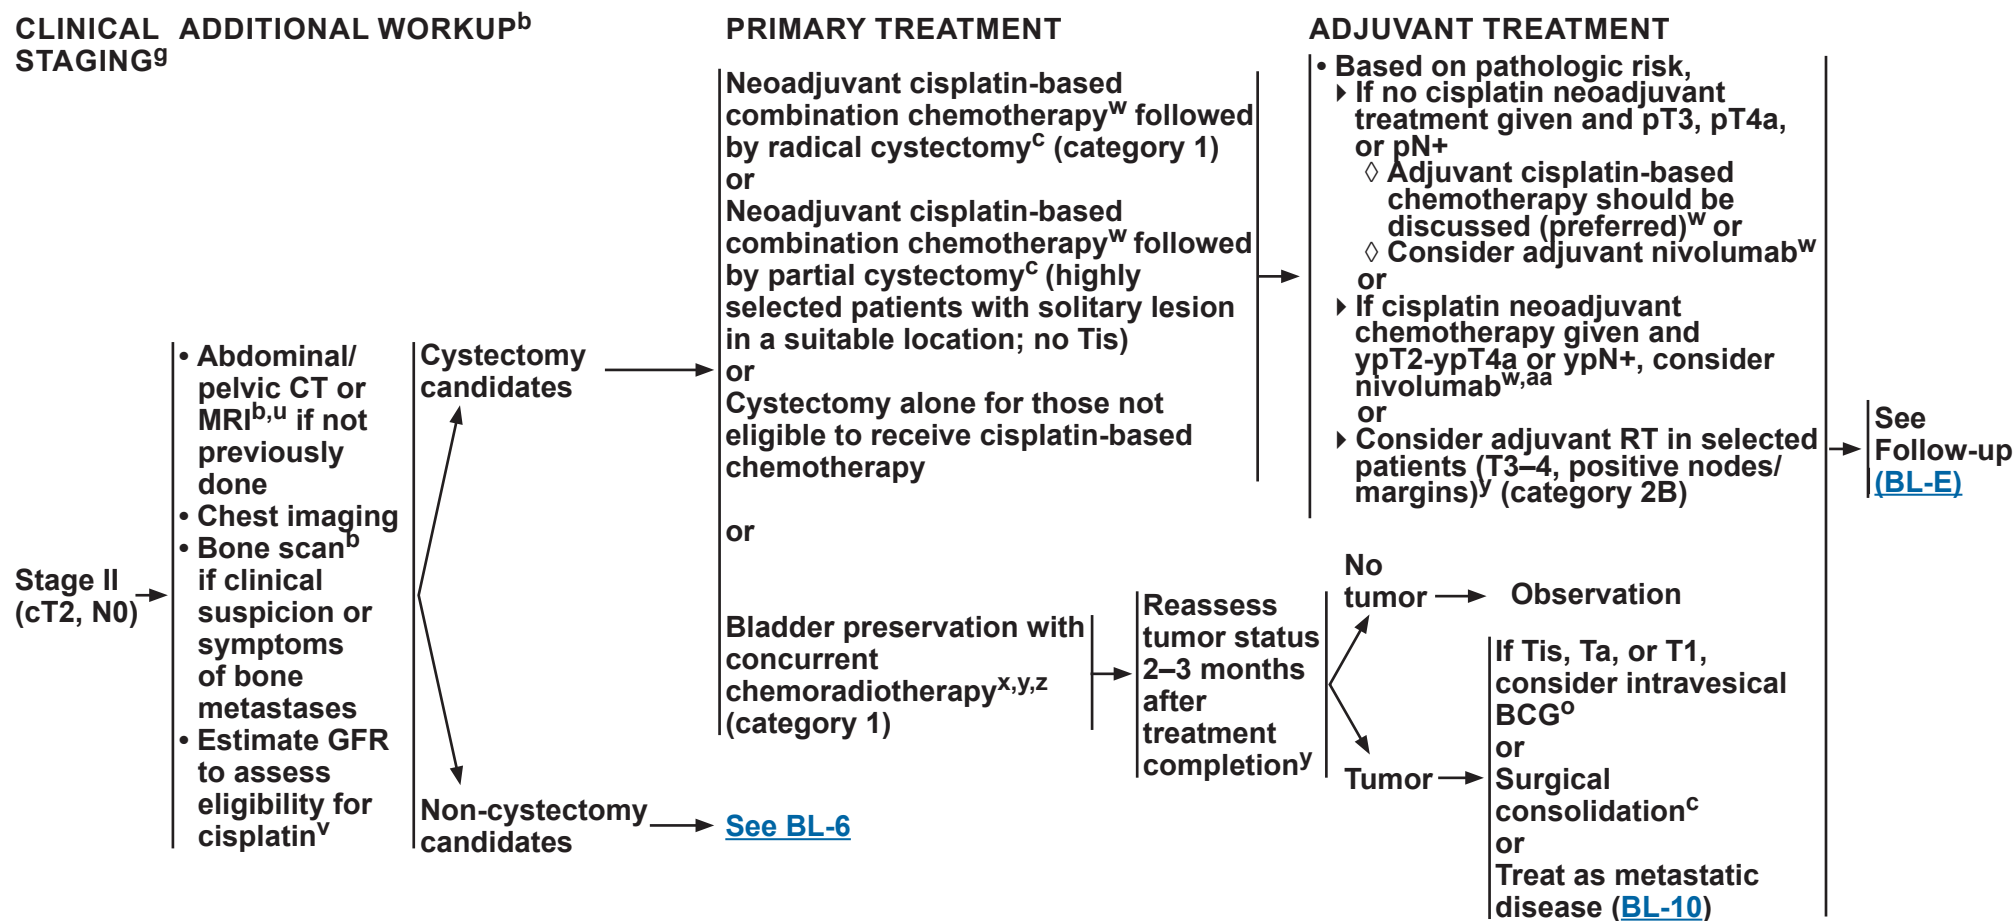 CLINICAL STAGINGᵍ
ADDITIONAL WORKUPᵇ
PRIMARY TREATMENT
ADJUVANT TREATMENT
Stage II
(cT2, N0)
• Abdominal/
pelvic CT or
MRIᵇ,ᵘ if not
previously
done
• Chest imaging
• Bone scanᵇ
if clinical
suspicion or
symptoms
of bone
metastases
• Estimate GFR
to assess
eligibility for
cisplatinᵛ
Cystectomy
candidates
Non-cystectomy
candidates
See BL-6
Neoadjuvant cisplatin-based
combination chemotherapyʷ followed
by radical cystectomyᶜ (category 1)
or
Neoadjuvant cisplatin-based
combination chemotherapyʷ followed
by partial cystectomyᶜ (highly
selected patients with solitary lesion
in a suitable location; no Tis)
or
Cystectomy alone for those not
eligible to receive cisplatin-based
chemotherapy
or
Bladder preservation with
concurrent
chemoradiotherapyˣ,ʸ,ᶻ
(category 1)
• Based on pathologic risk,
▸ If no cisplatin neoadjuvant
treatment given and pT3, pT4a,
or pN+
◊ Adjuvant cisplatin-based
chemotherapy should be
discussed (preferred)ʷ or
◊ Consider adjuvant nivolumabʷ
or
▸ If cisplatin neoadjuvant
chemotherapy given and
ypT2-ypT4a or ypN+, consider
nivolumabʷ,ᵃᵃ
or
▸ Consider adjuvant RT in selected
patients (T3–4, positive nodes/
margins)ʸ (category 2B)
Reassess
tumor status
2–3 months
after
treatment
completionʸ
No
tumor
Observation
Tumor
If Tis, Ta, or T1,
consider intravesical
BCGᵒ
or
Surgical
consolidationᶜ
or
Treat as metastatic
disease (BL-10)
See
Follow-up
(BL-E)